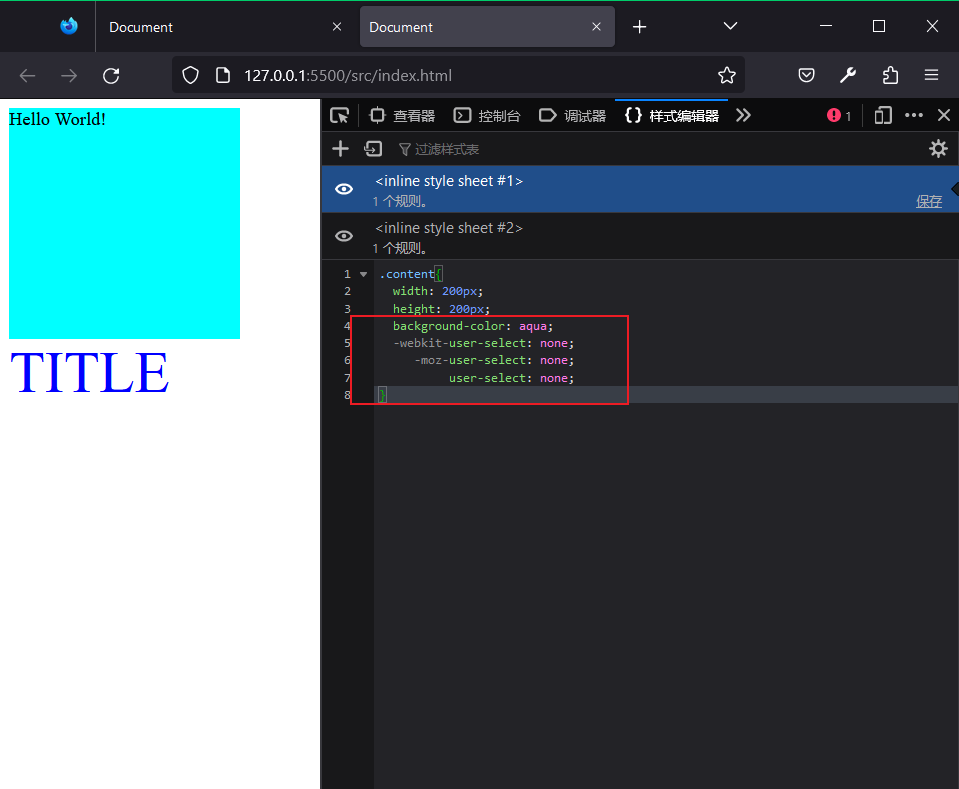 Document
Document
127.0.0.1:5500/src/index.html
Hello World!
TITLE
查看器
控制台
调试器
{} 样式编辑器
1
过滤样式表
<inline style sheet #1>
1 个规则。
保存
<inline style sheet #2>
1 个规则。
1 .content{
2 width: 200px;
3 height: 200px;
4 background-color: aqua;
5 -webkit-user-select: none;
6 -moz-user-select: none;
7 user-select: none;
8 }